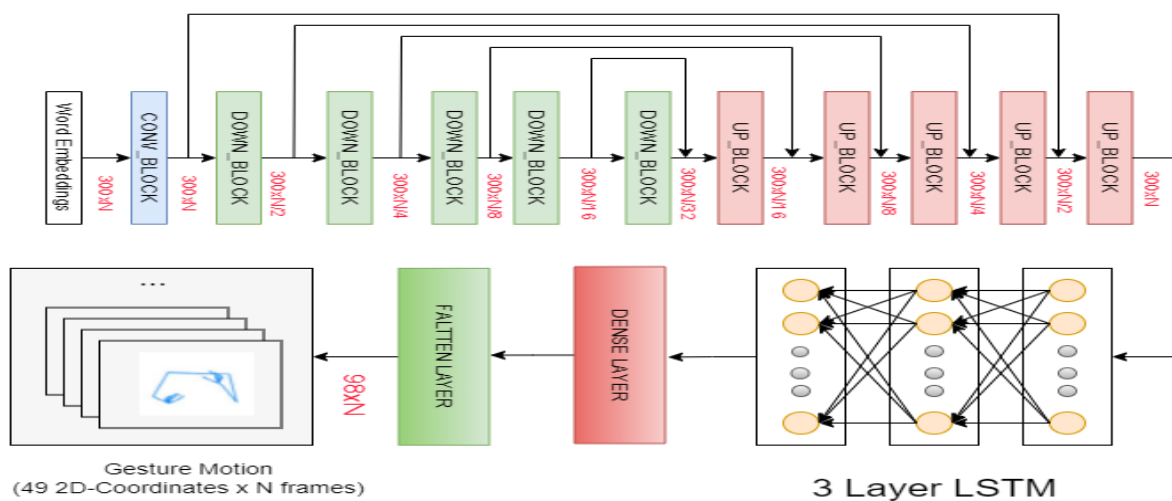 Word Embeddings
300xN
CONV_BLOCK
300xN
DOWN_BLOCK
300xN/2
DOWN_BLOCK
300xN/4
DOWN_BLOCK
300xN/8
DOWN_BLOCK
300xN/16
DOWN_BLOCK
300xN/32
UP_BLOCK
300xN/16
UP_BLOCK
300xN/8
UP_BLOCK
300xN/4
UP_BLOCK
300xN/2
UP_BLOCK
300xN
...
98xN
FALTTEN LAYER
DENSE LAYER
Gesture Motion
(49 2D-Coordinates x N frames)
3 Layer LSTM